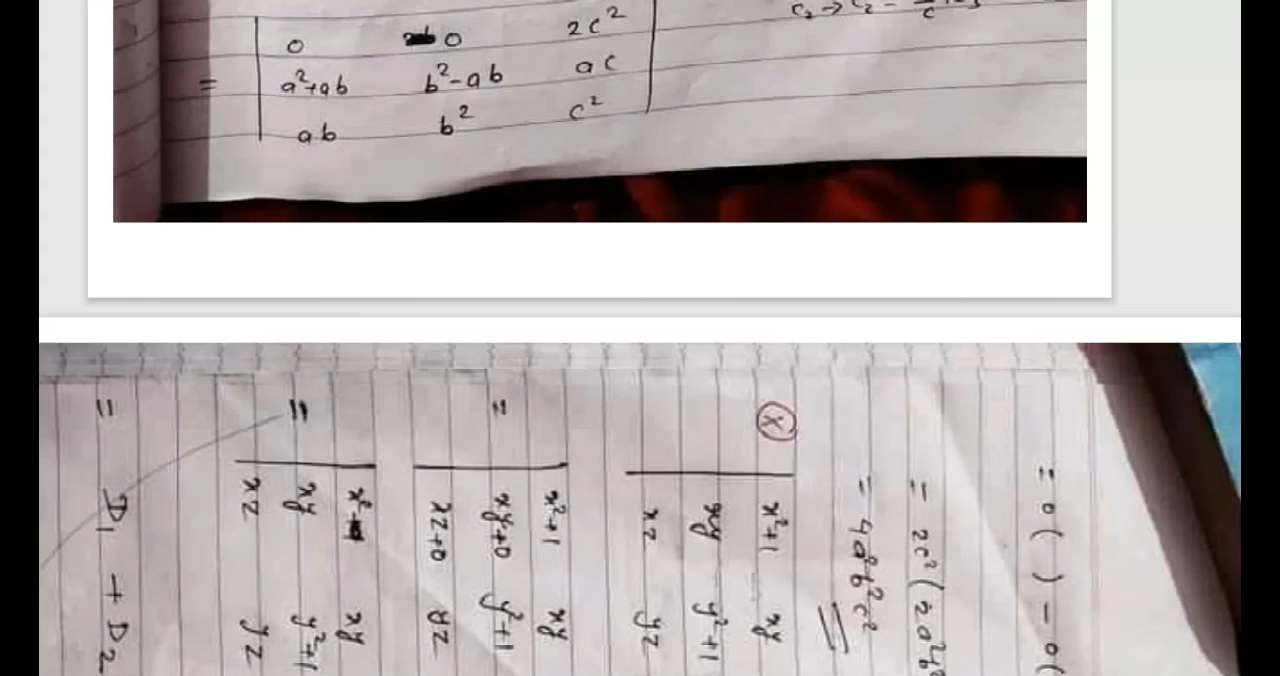 0 0 2c²
= a²+ab b²-ab ac
ab b² c²
= 0( ) - 0(
= 2c²(2a²b²
= 4a²b²c²
(x) x²+1 xy
xy y²+1
xz yz
= x²+1 xy
xy+0 y²+1
xz+0 yz
= x² xy
xy y²+1
xz yz
= D₁ + D₂